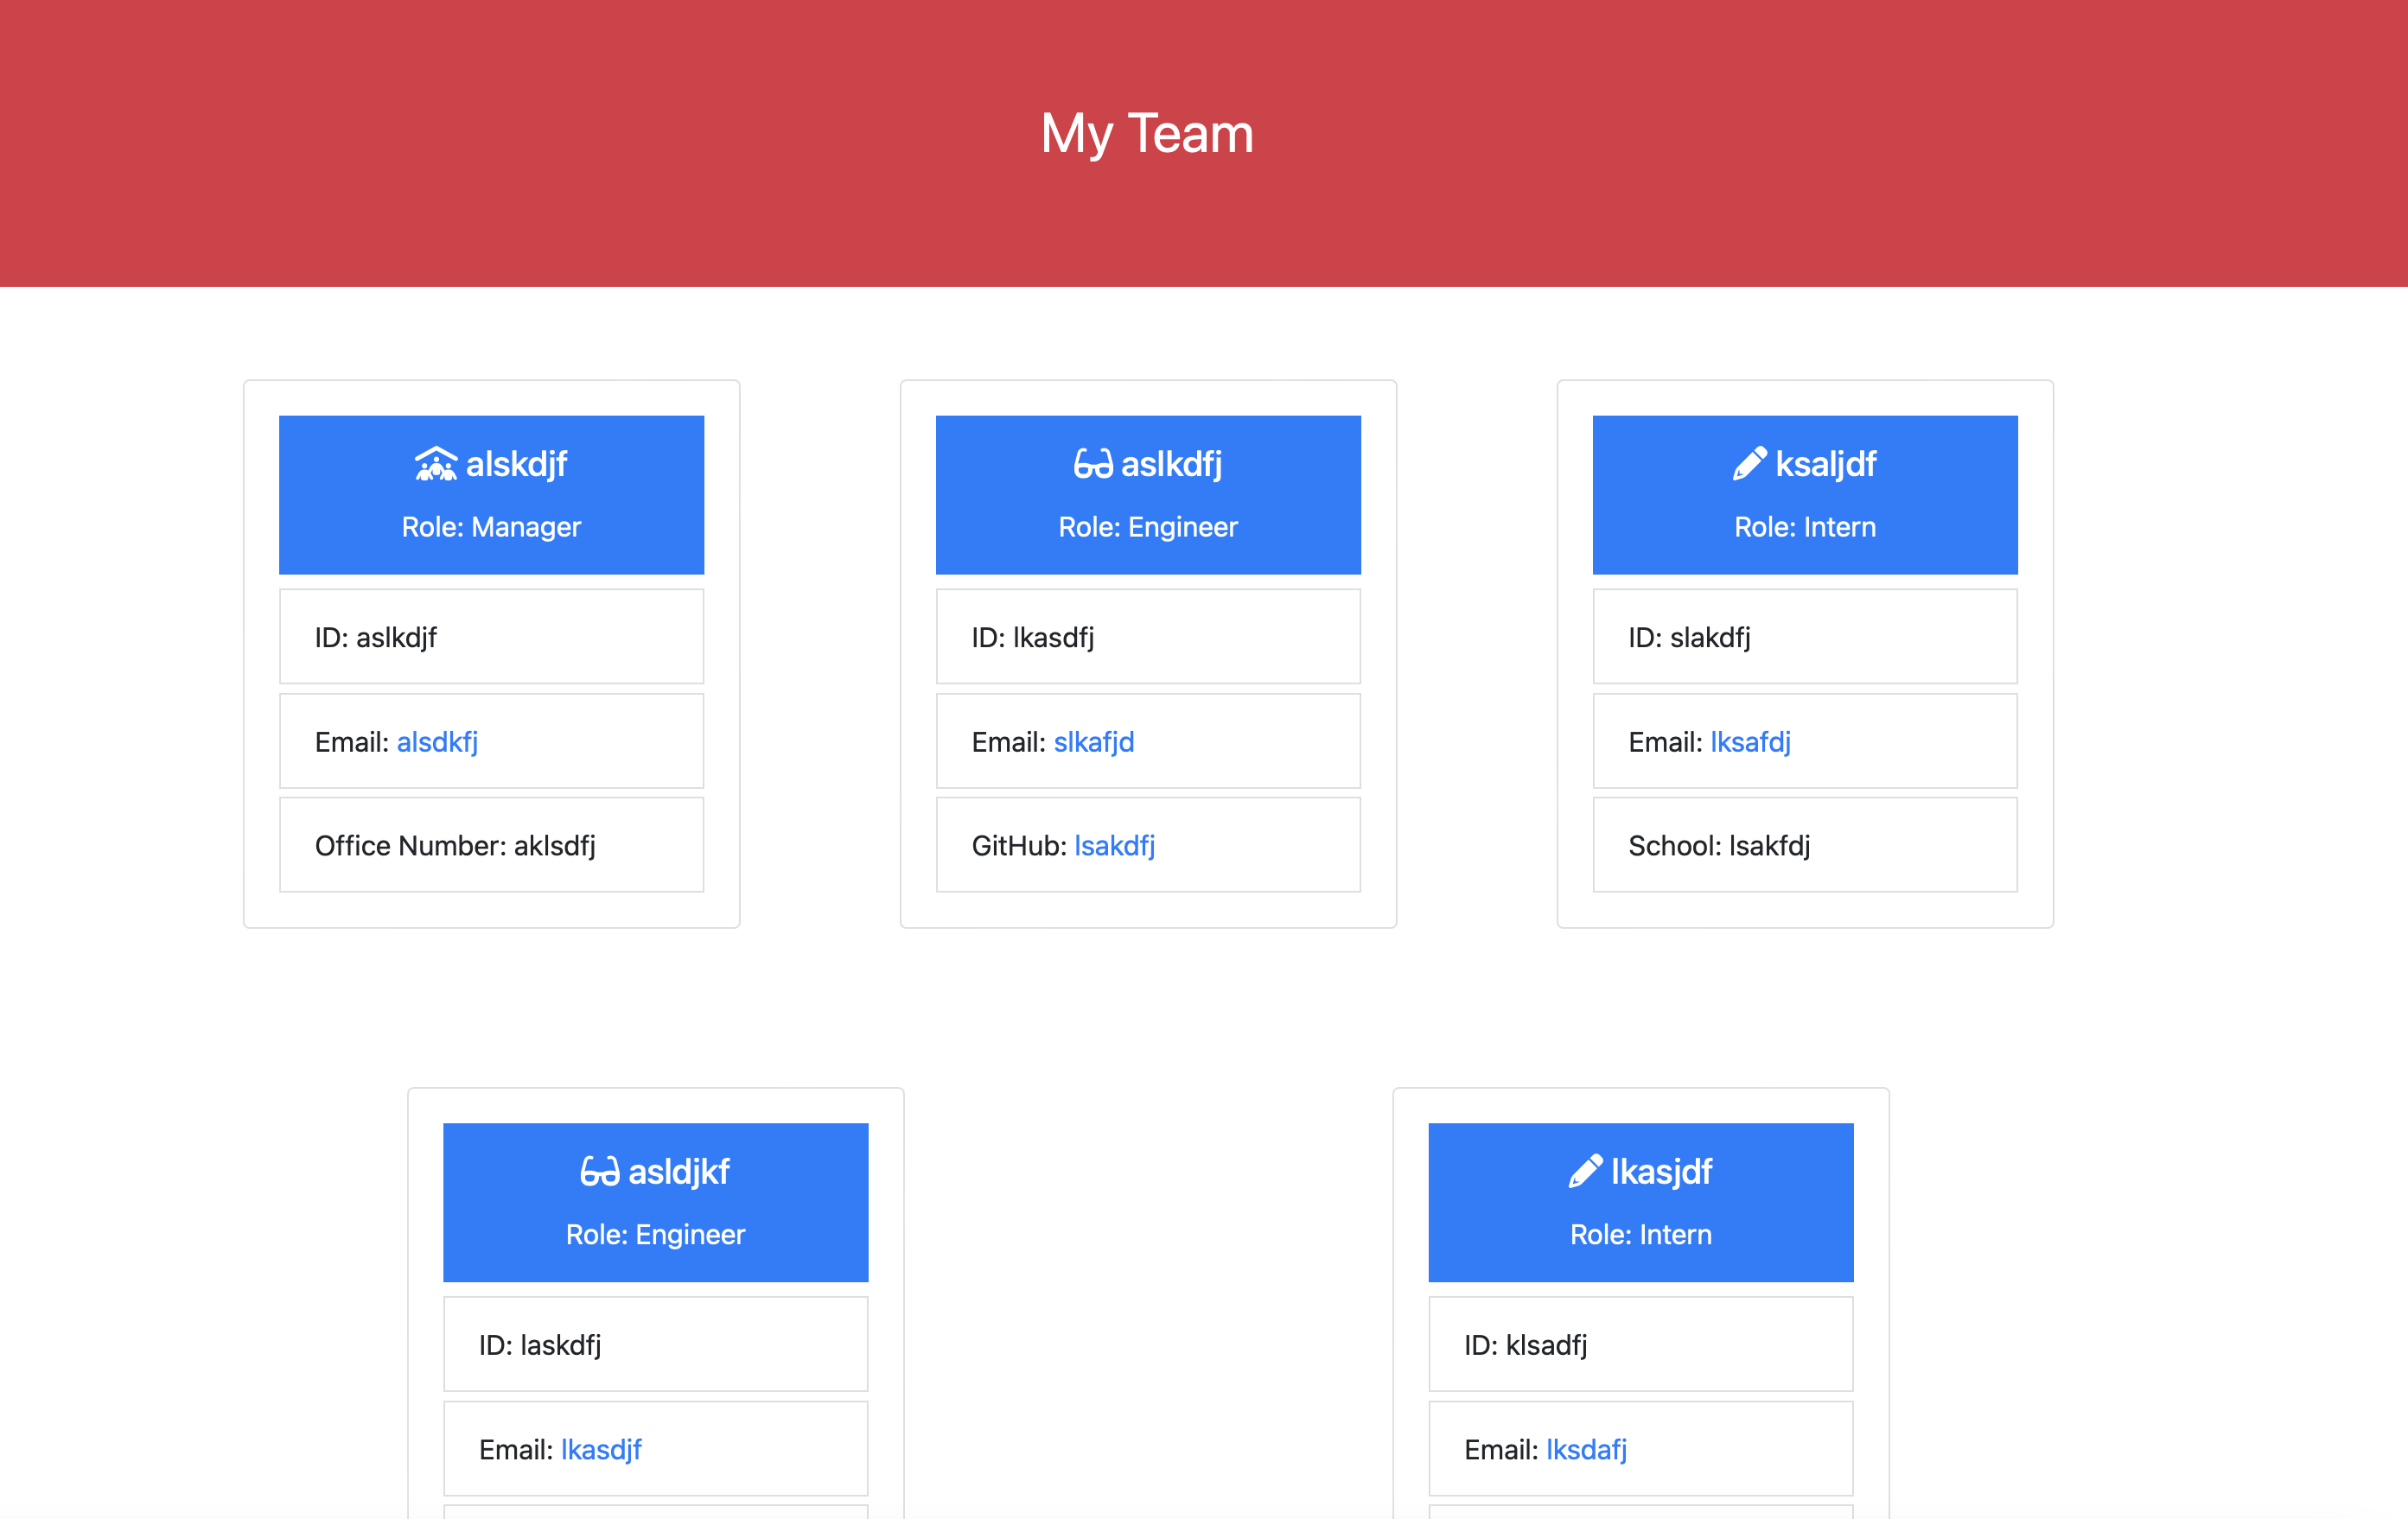 My Team
alskdjf
Role: Manager
ID: aslkdjf
Email: alsdkfj
Office Number: aklsdfj
aslkdfj
Role: Engineer
ID: lkasdfj
Email: slkafjd
GitHub: lsakdfj
ksaljdf
Role: Intern
ID: slakdfj
Email: lksafdj
School: lsakfdj
asldjkf
Role: Engineer
ID: laskdfj
Email: lkasdjf
lkasjdf
Role: Intern
ID: klsadfj
Email: lksdafj